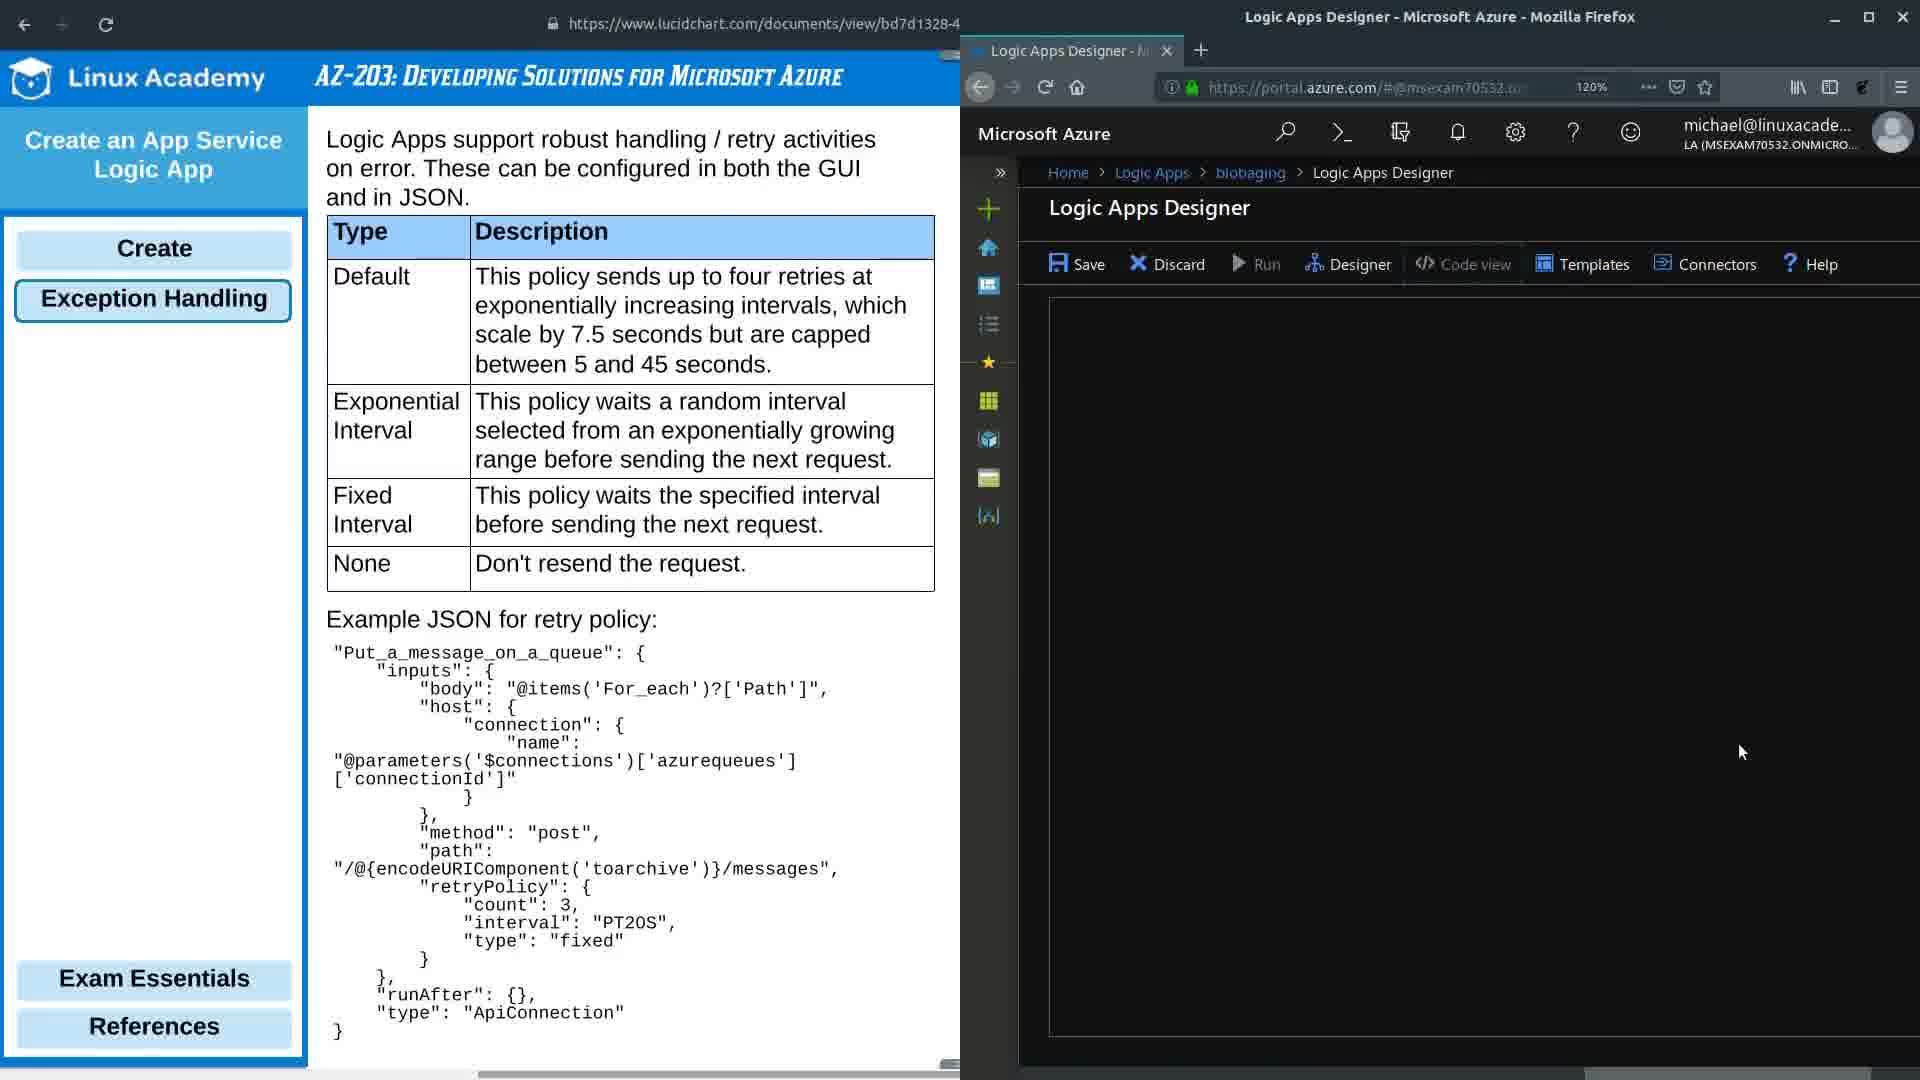 https://www.lucidchart.com/documents/view/bd7d1328-4
Linux Academy
AZ-203: Developing Solutions for Microsoft Azure
Create an App Service
Logic App
Create
Exception Handling
Exam Essentials
References
Logic Apps support robust handling / retry activities
on error. These can be configured in both the GUI
and in JSON.
Type Description
Default This policy sends up to four retries at
exponentially increasing intervals, which
scale by 7.5 seconds but are capped
between 5 and 45 seconds.
Exponential This policy waits a random interval
Interval selected from an exponentially growing
range before sending the next request.
Fixed This policy waits the specified interval
Interval before sending the next request.
None Don't resend the request.
Example JSON for retry policy:
"Put_a_message_on_a_queue": {
"inputs": {
"body": "@items('For_each')?['Path']",
"host": {
"connection": {
"name":
"@parameters('$connections')['azurequeues']
['connectionId']"
}
},
"method": "post",
"path":
"/@{encodeURIComponent('toarchive')}/messages",
"retryPolicy": {
"count": 3,
"interval": "PT20S",
"type": "fixed"
}
},
"runAfter": {},
"type": "ApiConnection"
}
Logic Apps Designer - Microsoft Azure - Mozilla Firefox
Logic Apps Designer - M
https://portal.azure.com/#@msexam70532.o
120%
Microsoft Azure
michael@linuxacade...
LA (MSEXAM70532.ONMICRO...
Home > Logic Apps > blobaging > Logic Apps Designer
Logic Apps Designer
Save Discard Run Designer Code view Templates Connectors Help